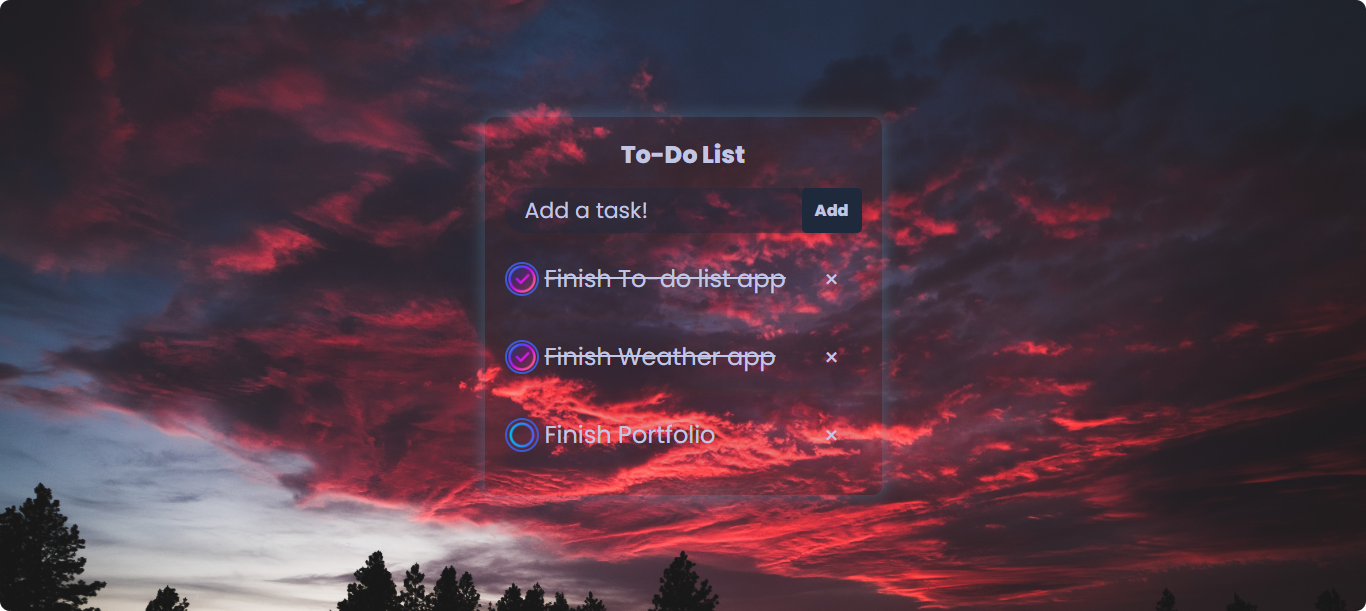 To-Do List
Add a task!
Add
Finish To- do list app
×
Finish Weather app
×
Finish Portfolio
×